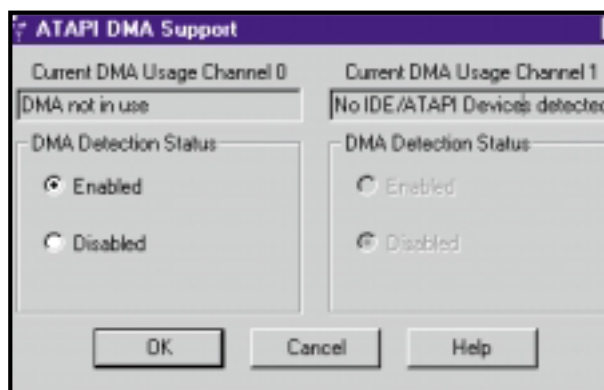 ATAPI DMA Support
Current DMA Usage Channel 0
Current DMA Usage Channel 1
DMA not in use
No IDE/ATAPI Devices detected
DMA Detection Status
DMA Detection Status
Enabled
Enabled
Disabled
Disabled
OK
Cancel
Help